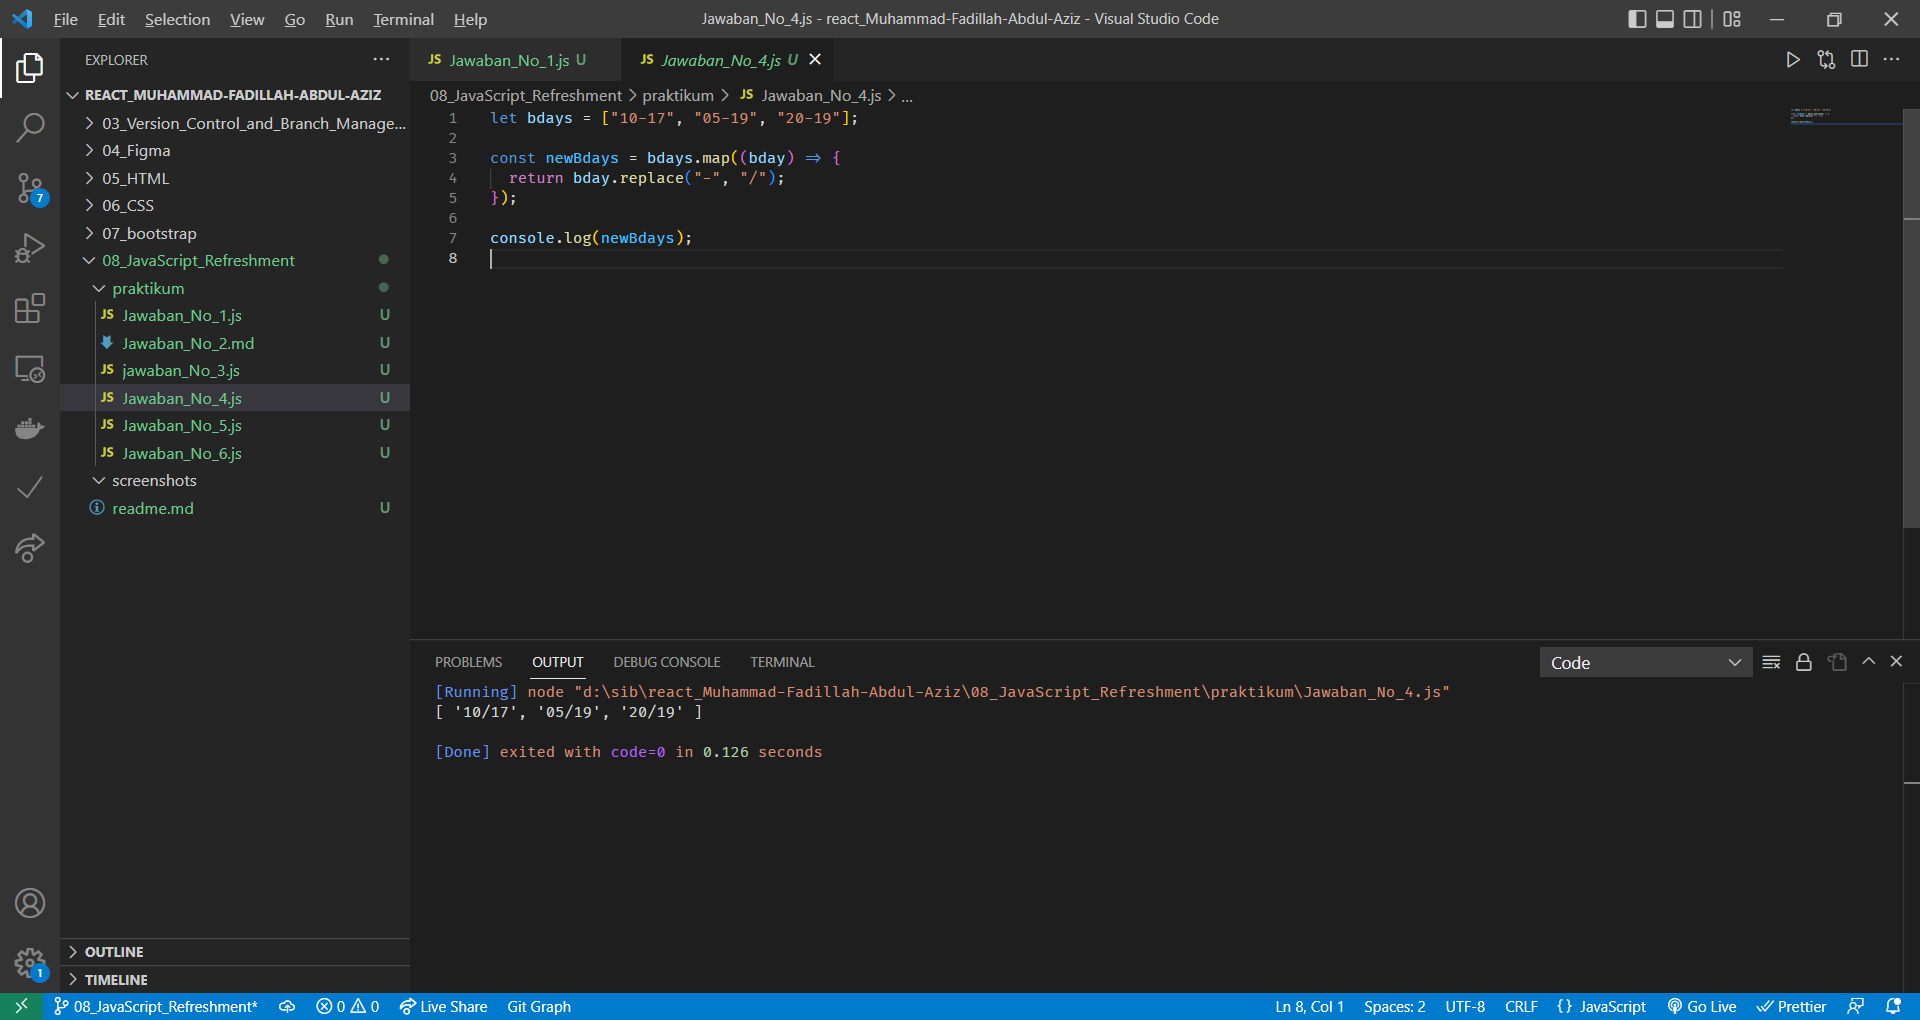 File Edit Selection View Go Run Terminal Help
Jawaban_No_4.js - react_Muhammad-Fadillah-Abdul-Aziz - Visual Studio Code
EXPLORER
REACT_MUHAMMAD-FADILLAH-ABDUL-AZIZ
03_Version_Control_and_Branch_Manage...
04_Figma
05_HTML
06_CSS
07_bootstrap
08_JavaScript_Refreshment
praktikum
JS Jawaban_No_1.js U
Jawaban_No_2.md U
JS jawaban_No_3.js U
JS Jawaban_No_4.js U
JS Jawaban_No_5.js U
JS Jawaban_No_6.js U
screenshots
readme.md U
OUTLINE
TIMELINE
7
1
JS Jawaban_No_1.js U
JS Jawaban_No_4.js U
08_JavaScript_Refreshment > praktikum > JS Jawaban_No_4.js > ...
1 let bdays = ["10-17", "05-19", "20-19"];
2
3 const newBdays = bdays.map((bday) => {
4 return bday.replace("-", "/");
5 });
6
7 console.log(newBdays);
8
PROBLEMS OUTPUT DEBUG CONSOLE TERMINAL
Code
[Running] node "d:\sib\react_Muhammad-Fadillah-Abdul-Aziz\08_JavaScript_Refreshment\praktikum\Jawaban_No_4.js"
[ '10/17', '05/19', '20/19' ]
[Done] exited with code=0 in 0.126 seconds
08_JavaScript_Refreshment* 0 0 Live Share Git Graph
Ln 8, Col 1 Spaces: 2 UTF-8 CRLF {} JavaScript Go Live Prettier